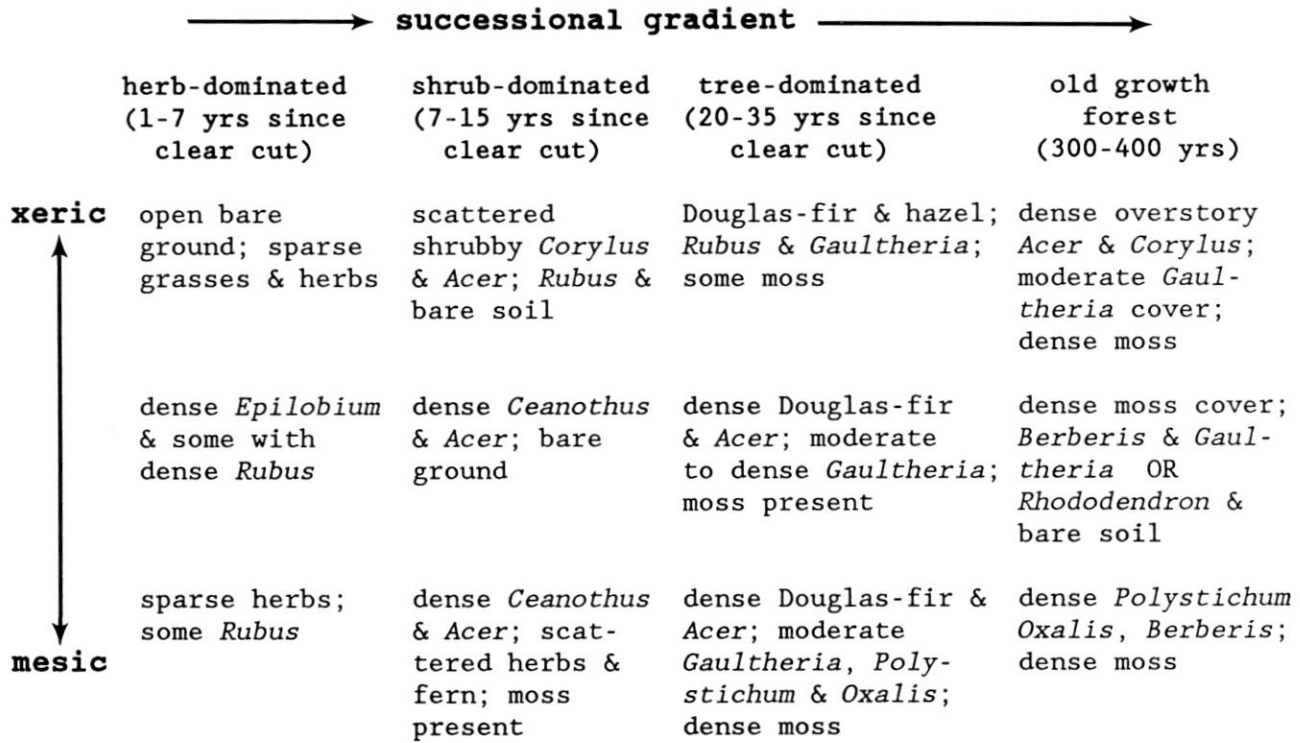 successional gradient
herb-dominated
(1-7 yrs since
clear cut)
shrub-dominated
(7-15 yrs since
clear cut)
tree-dominated
(20-35 yrs since
clear cut)
old growth
forest
(300-400 yrs)
xeric
open bare
ground; sparse
grasses & herbs
scattered
shrubby Corylus
& Acer; Rubus &
bare soil
Douglas-fir & hazel;
Rubus & Gaultheria;
some moss
dense overstory
Acer & Corylus;
moderate Gaul-
theria cover;
dense moss
dense Epilobium
& some with
dense Rubus
dense Ceanothus
& Acer; bare
ground
dense Douglas-fir
& Acer; moderate
to dense Gaultheria;
moss present
dense moss cover;
Berberis & Gaul-
theria OR
Rhododendron &
bare soil
mesic
sparse herbs;
some Rubus
dense Ceanothus
& Acer; scat-
tered herbs &
fern; moss
present
dense Douglas-fir &
Acer; moderate
Gaultheria, Poly-
stichum & Oxalis;
dense moss
dense Polystichum
Oxalis, Berberis;
dense moss